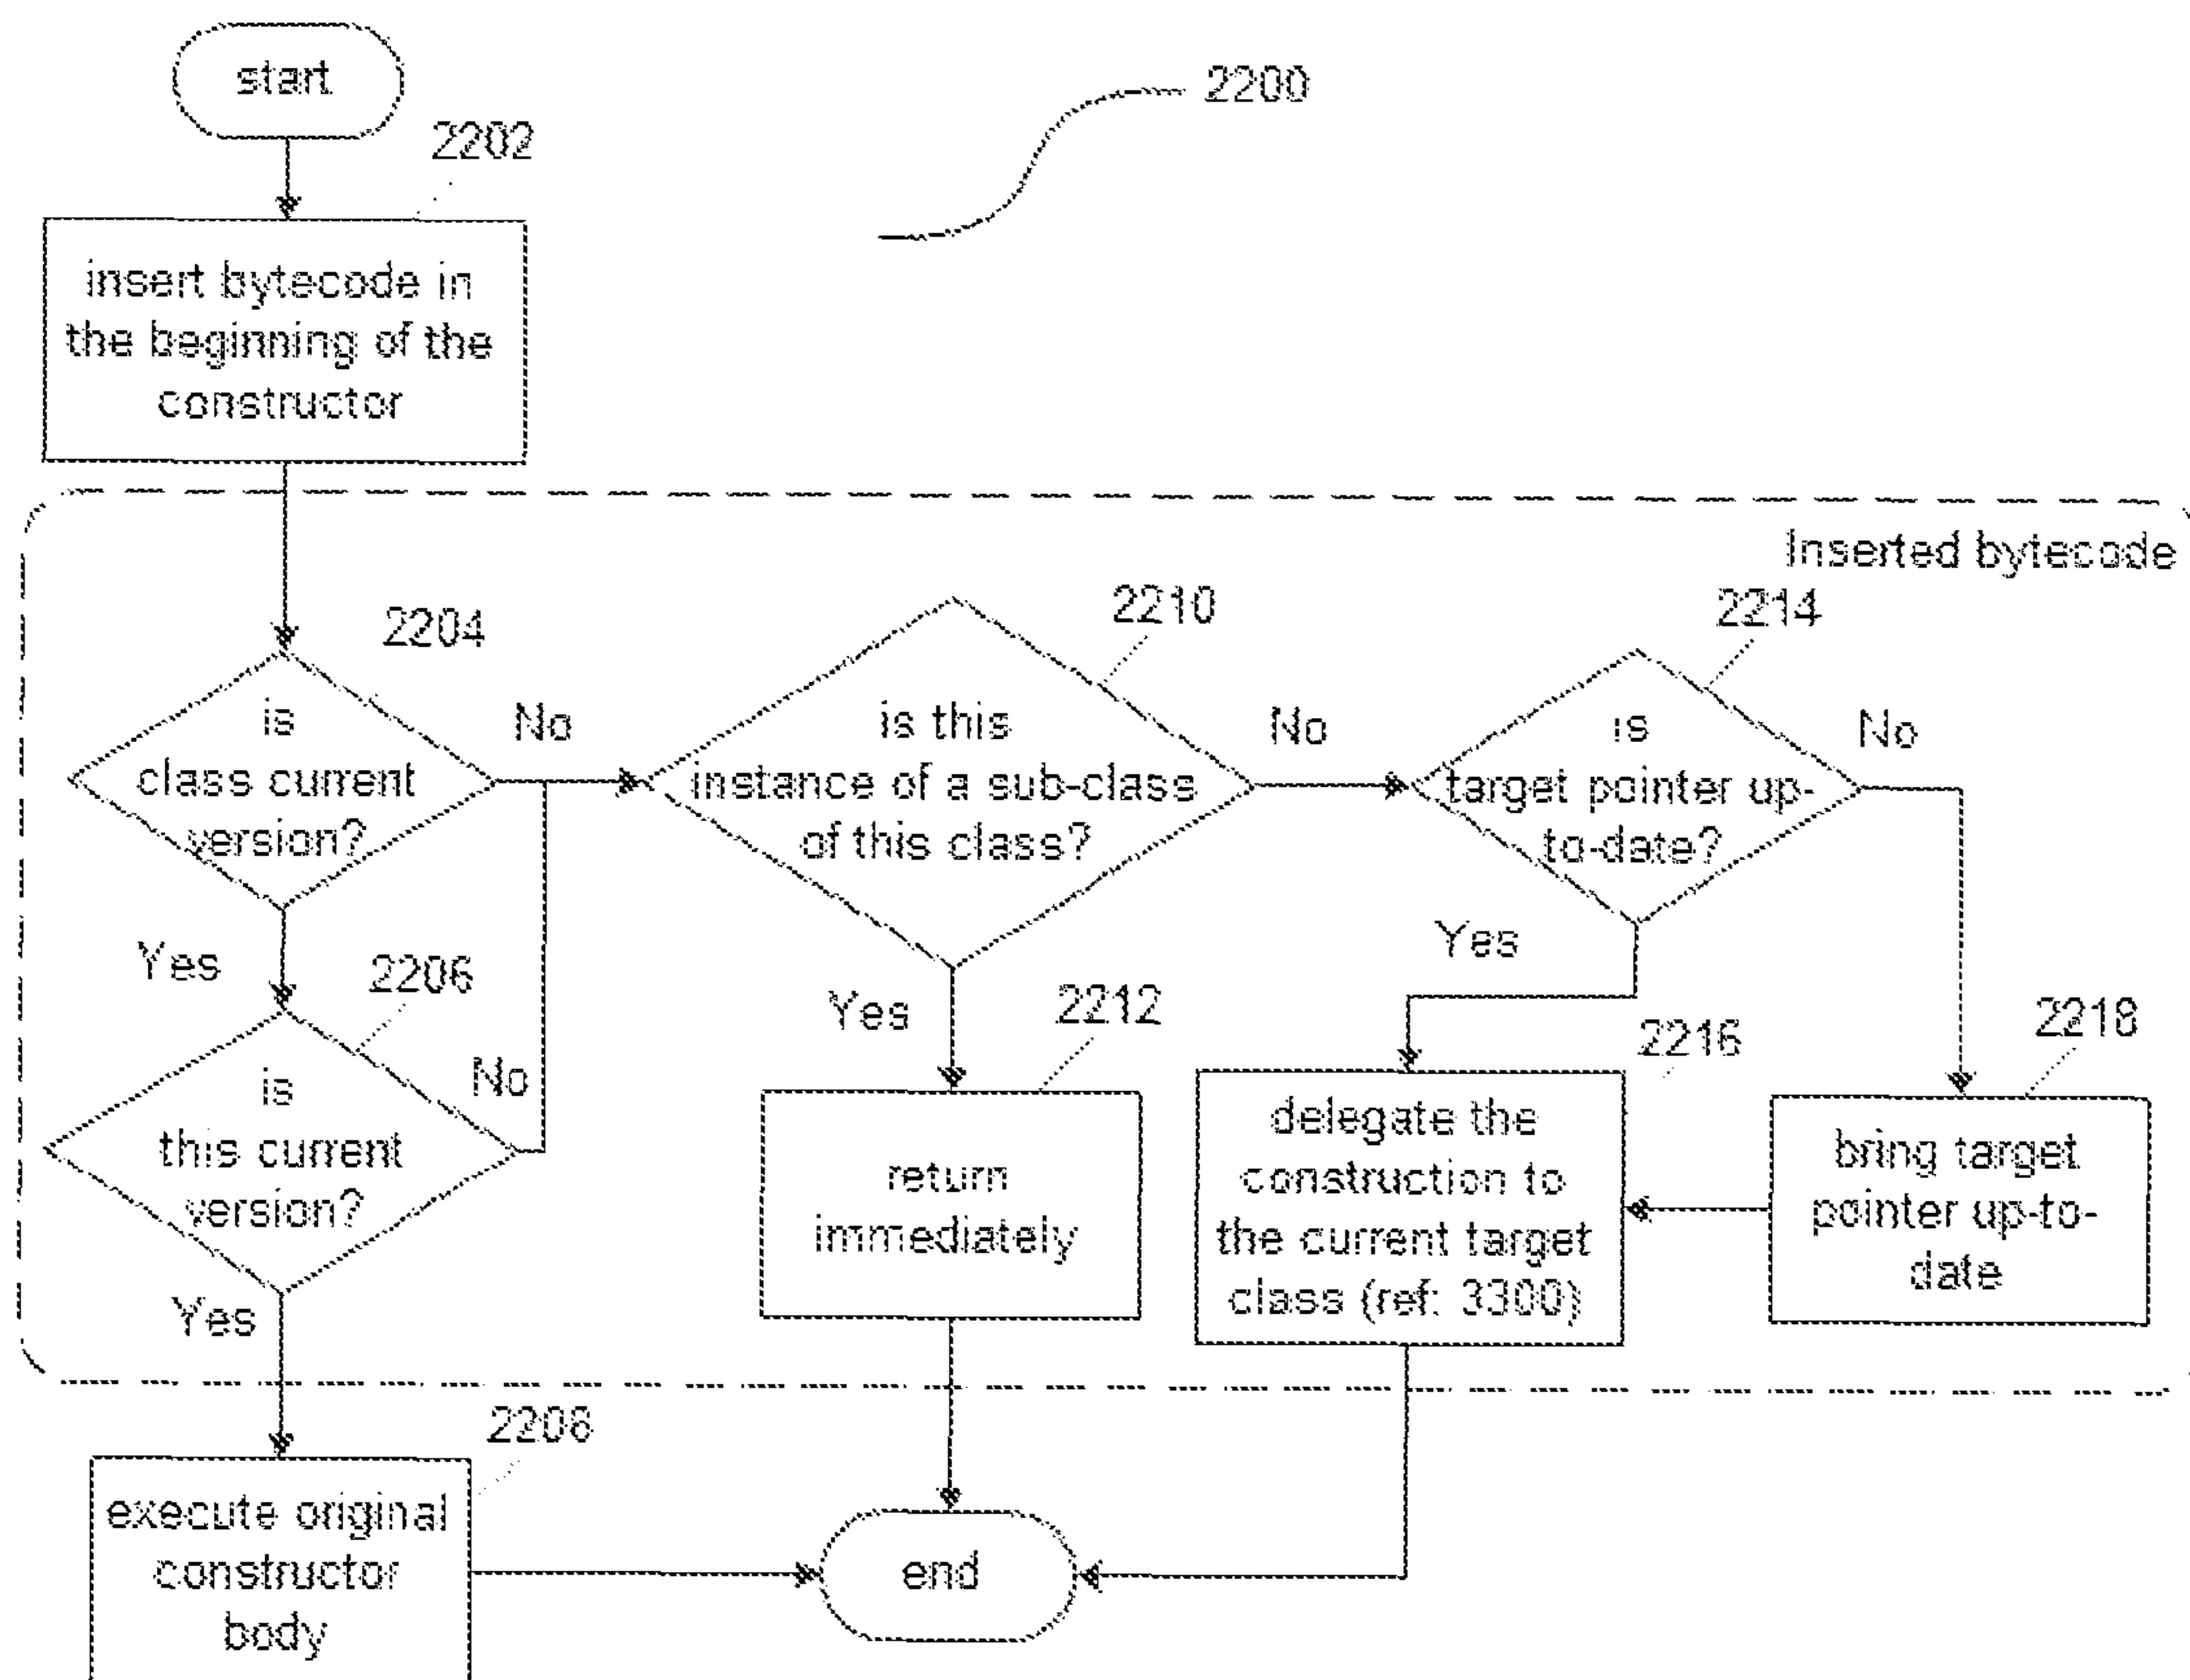 start
2200
2202
insert bytecode in
the beginning of the
constructor
Inserted bytecode
2204
is
class current
version?
No
Yes
2210
is this
instance of a sub-class
of this class?
No
Yes
2214
is
target pointer up-
to-date?
No
Yes
2206
is
this current
version?
No
Yes
2212
return
immediately
2216
delegate the
construction to
the current target
class (ref: 3300)
2218
bring target
pointer up-to-
date
2208
execute original
constructor
body
end